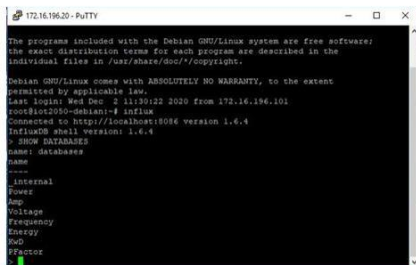 172.16.196.20 - PuTTY
The programs included with the Debian GNU/Linux system are free software;
the exact distribution terms for each program are described in the
individual files in /usr/share/doc/*/copyright.
Debian GNU/Linux comes with ABSOLUTELY NO WARRANTY, to the extent
permitted by applicable law.
Last login: Wed Dec  2 11:30:22 2020 from 172.16.196.101
root@iot2050-debian:~# influx
Connected to http://localhost:8086 version 1.6.4
InfluxDB shell version: 1.6.4
> SHOW DATABASES
name: databases
name
----
_internal
Power
Amp
Voltage
Frequency
Energy
KwD
PFactor
>